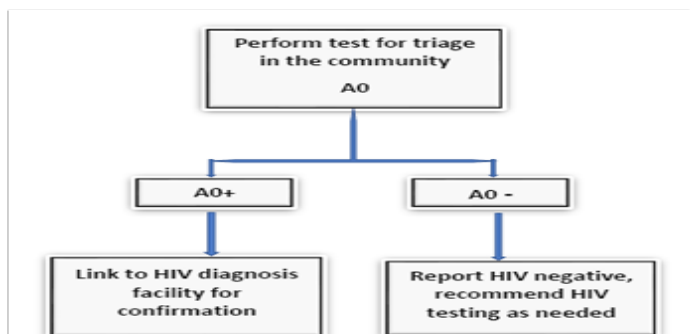 Perform test for triage
in the community
A0
A0+
A0 -
Link to HIV diagnosis
facility for
confirmation
Report HIV negative,
recommend HIV
testing as needed